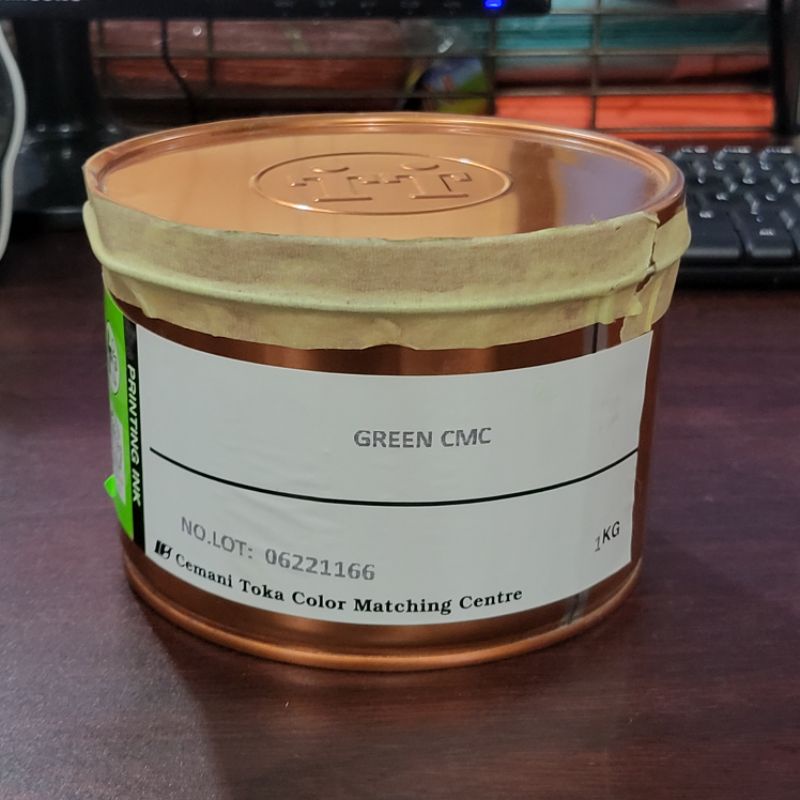 GREEN CMC
NO.LOT: 06221166
1KG
Cemani Toka Color Matching Centre
PRINTING INK